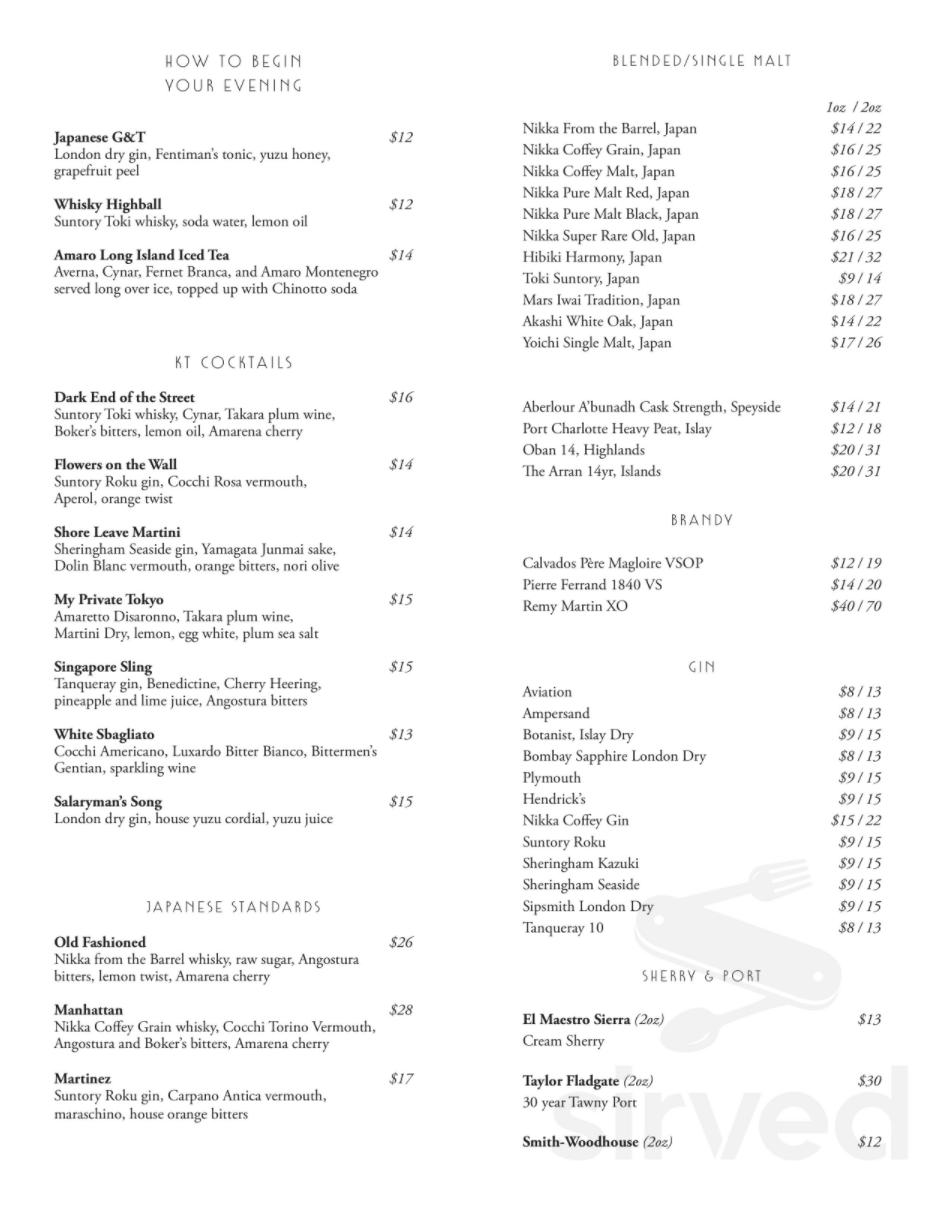 HOW TO BEGIN
YOUR EVENING
Japanese G&T $12
London dry gin, Fentiman's tonic, yuzu honey,
grapefruit peel
Whisky Highball $12
Suntory Toki whisky, soda water, lemon oil
Amaro Long Island Iced Tea $14
Averna, Cynar, Fernet Branca, and Amaro Montenegro
served long over ice, topped up with Chinotto soda
KT COCKTAILS
Dark End of the Street $16
Suntory Toki whisky, Cynar, Takara plum wine,
Boker's bitters, lemon oil, Amarena cherry
Flowers on the Wall $14
Suntory Roku gin, Cocchi Rosa vermouth,
Aperol, orange twist
Shore Leave Martini $14
Sheringham Seaside gin, Yamagata Junmai sake,
Dolin Blanc vermouth, orange bitters, nori olive
My Private Tokyo $15
Amaretto Disaronno, Takara plum wine,
Martini Dry, lemon, egg white, plum sea salt
Singapore Sling $15
Tanqueray gin, Benedictine, Cherry Heering,
pineapple and lime juice, Angostura bitters
White Sbagliato $13
Cocchi Americano, Luxardo Bitter Bianco, Bittermen's
Gentian, sparkling wine
Salaryman's Song $15
London dry gin, house yuzu cordial, yuzu juice
JAPANESE STANDARDS
Old Fashioned $26
Nikka from the Barrel whisky, raw sugar, Angostura
bitters, lemon twist, Amarena cherry
Manhattan $28
Nikka Coffey Grain whisky, Cocchi Torino Vermouth,
Angostura and Boker's bitters, Amarena cherry
Martinez $17
Suntory Roku gin, Carpano Antica vermouth,
maraschino, house orange bitters
BLENDED/SINGLE MALT
1oz / 2oz
Nikka From the Barrel, Japan $14 / 22
Nikka Coffey Grain, Japan $16 / 25
Nikka Coffey Malt, Japan $16 / 25
Nikka Pure Malt Red, Japan $18 / 27
Nikka Pure Malt Black, Japan $18 / 27
Nikka Super Rare Old, Japan $16 / 25
Hibiki Harmony, Japan $21 / 32
Toki Suntory, Japan $9 / 14
Mars Iwai Tradition, Japan $18 / 27
Akashi White Oak, Japan $14 / 22
Yoichi Single Malt, Japan $17 / 26
Aberlour A'bunadh Cask Strength, Speyside $14 / 21
Port Charlotte Heavy Peat, Islay $12 / 18
Oban 14, Highlands $20 / 31
The Arran 14yr, Islands $20 / 31
BRANDY
Calvados Père Magloire VSOP $12 / 19
Pierre Ferrand 1840 VS $14 / 20
Remy Martin XO $40 / 70
GIN
Aviation $8 / 13
Ampersand $8 / 13
Botanist, Islay Dry $9 / 15
Bombay Sapphire London Dry $8 / 13
Plymouth $9 / 15
Hendrick's $9 / 15
Nikka Coffey Gin $15 / 22
Suntory Roku $9 / 15
Sheringham Kazuki $9 / 15
Sheringham Seaside $9 / 15
Sipsmith London Dry $9 / 15
Tanqueray 10 $8 / 13
SHERRY & PORT
El Maestro Sierra (2oz) $13
Cream Sherry
Taylor Fladgate (2oz) $30
30 year Tawny Port
Smith-Woodhouse (2oz) $12
sirved